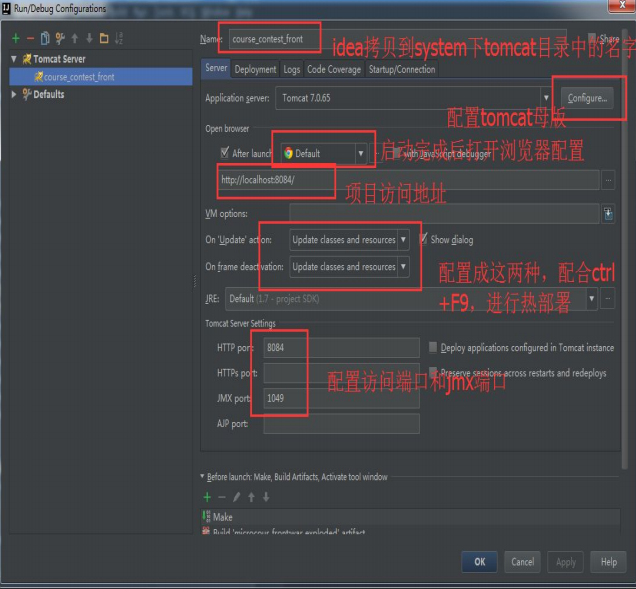 Run/Debug Configurations
Name: course_contest_front
Share
idea拷贝到system下tomcat目录中的名字
Tomcat Server
course_contest_front
Defaults
Server Deployment Logs Code Coverage Startup/Connection
Application server: Tomcat 7.0.65 Configure...
配置tomcat母版
Open browser
After launch Default ... with JavaScript debugger
启动完成后打开浏览器配置
http://localhost:8084/ ...
项目访问地址
VM options:
On 'Update' action: Update classes and resources Show dialog
On frame deactivation: Update classes and resources
配置成这两种，配合ctrl
+F9，进行热部署
JRE: Default (1.7 - project SDK) ...
Tomcat Server Settings
HTTP port: 8084 Deploy applications configured in Tomcat instance
HTTPs port: Preserve sessions across restarts and redeploys
配置访问端口和jmx端口
JMX port: 1049
AJP port:
Before launch: Make, Build Artifacts, Activate tool window
Make
Build 'microcous_frontwar exploded' artifact
OK Cancel Apply Help